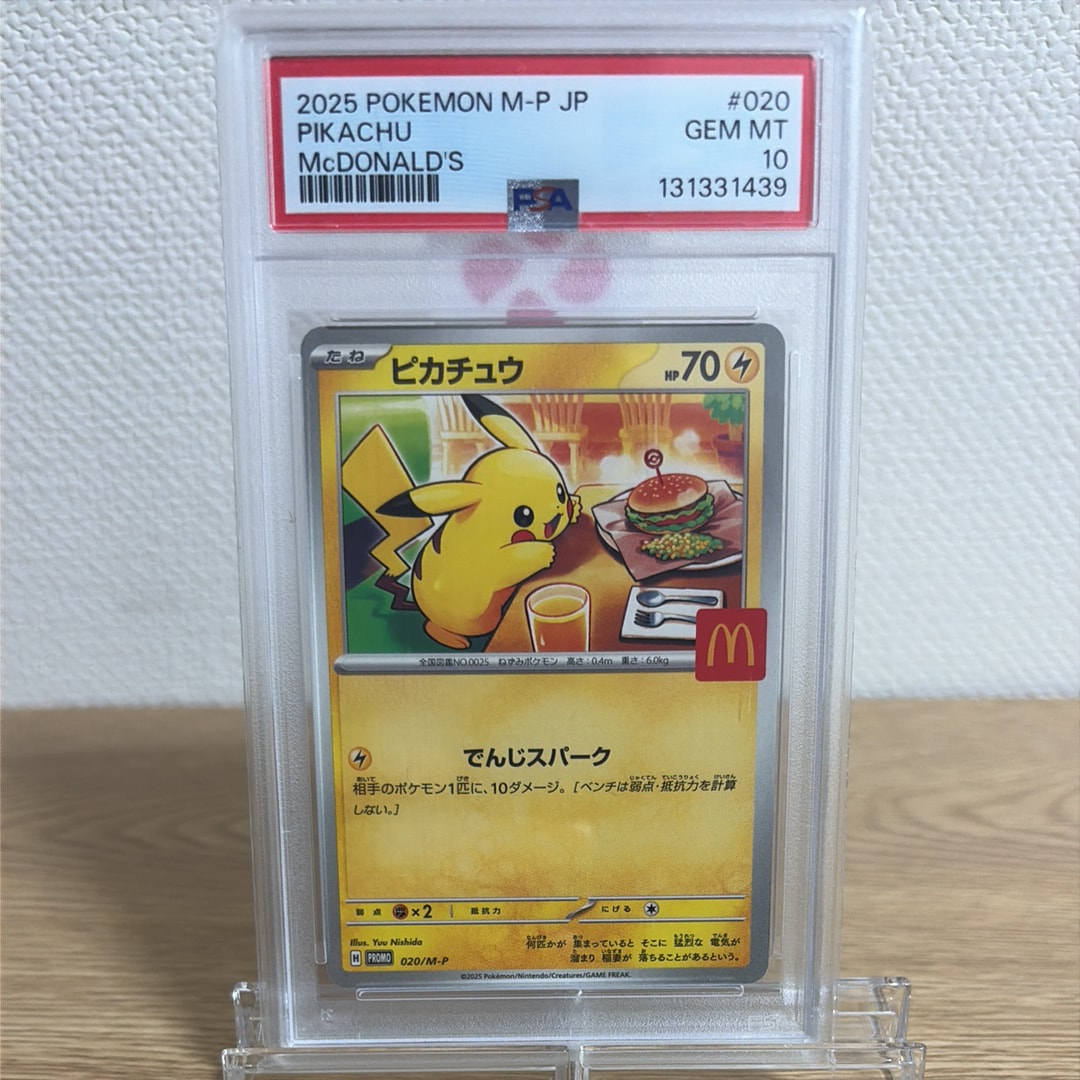 2025 POKEMON M-P JP #020
PIKACHU GEM MT
McDONALD'S 10
131331439
PSA
たね ピカチュウ HP70
全国図鑑NO.0025 ねずみポケモン 高さ:0.4m 重さ:6.0kg
でんじスパーク
相手のポケモン1匹に、10ダメージ。[ベンチは弱点・抵抗力を計算
しない。]
弱点 ×2 抵抗力 にげる
Illus. Yuu Nishida
何匹かが 集まっていると そこに 猛烈な 電気が
溜まり 稲妻が 落ちることがあるという。
H PROMO 020/M-P
©2025 Pokémon/Nintendo/Creatures/GAME FREAK.